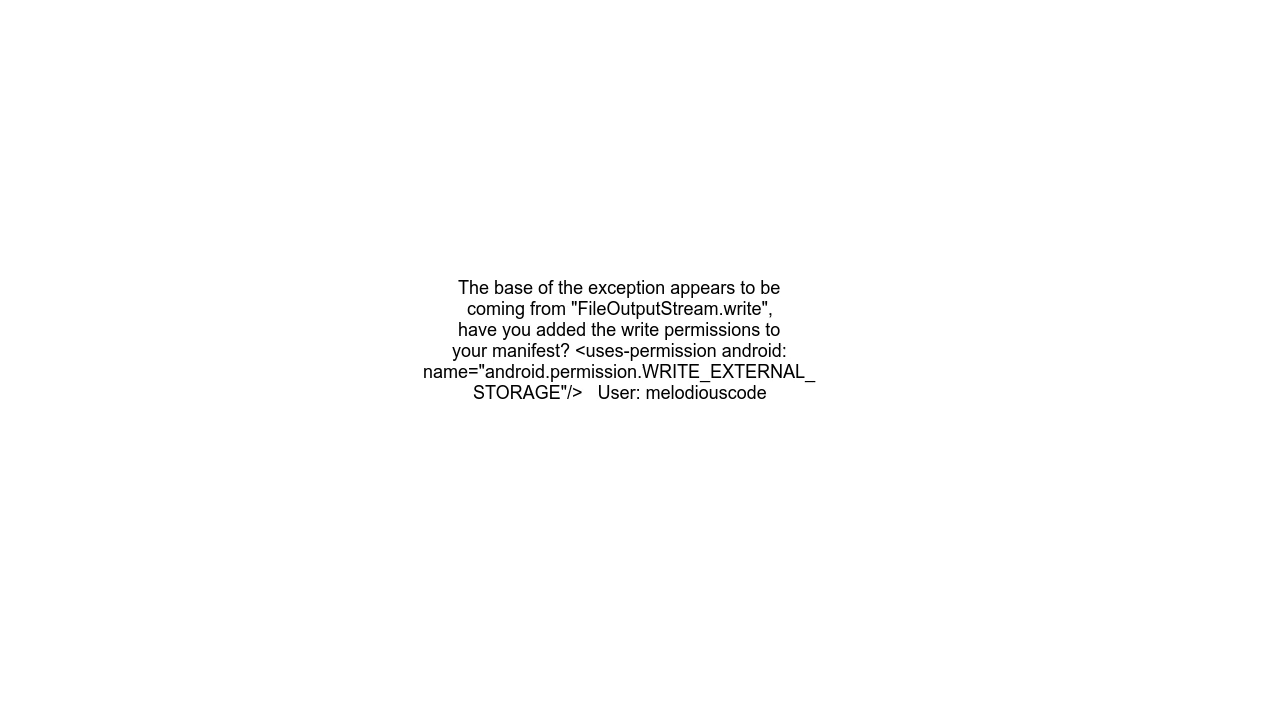 The base of the exception appears to be
coming from "FileOutputStream.write",
have you added the write permissions to
your manifest? <uses-permission android:
name="android.permission.WRITE_EXTERNAL_
STORAGE"/>   User: melodiouscode